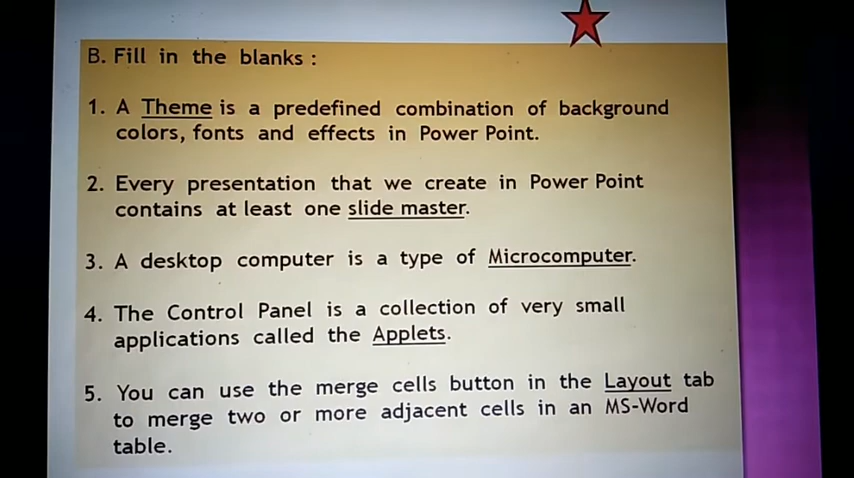 B. Fill in the blanks :
1. A Theme is a predefined combination of background
colors, fonts and effects in Power Point.
2. Every presentation that we create in Power Point
contains at least one slide master.
3. A desktop computer is a type of Microcomputer.
4. The Control Panel is a collection of very small
applications called the Applets.
5. You can use the merge cells button in the Layout tab
to merge two or more adjacent cells in an MS-Word
table.